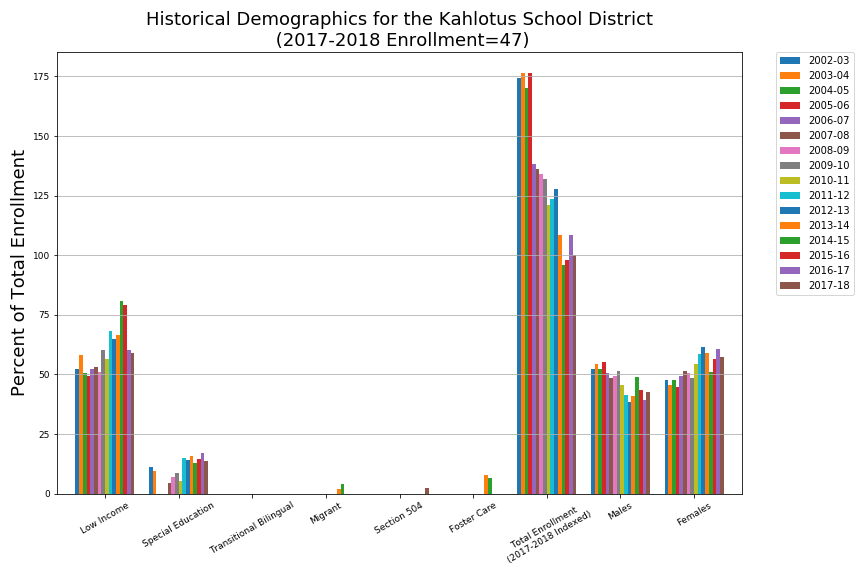 Historical Demographics for the Kahlotus School District
(2017-2018 Enrollment=47)
Percent of Total Enrollment
175
150
125
100
75
50
25
0
Low Income
Special Education
Transitional Bilingual
Migrant
Section 504
Foster Care
Total Enrollment
(2017-2018 Indexed)
Males
Females
2002-03
2003-04
2004-05
2005-06
2006-07
2007-08
2008-09
2009-10
2010-11
2011-12
2012-13
2013-14
2014-15
2015-16
2016-17
2017-18